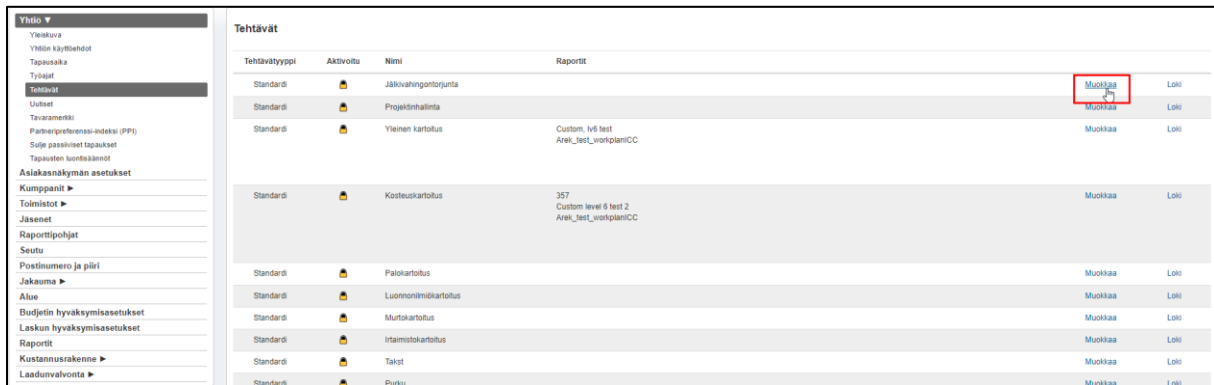 Yhtiö ▼
Yleiskuva
Yhtiön käyttöehdot
Tapausaika
Työajat
Tehtävät
Uutiset
Tavaramerkki
Partneripreferenssi-indeksi (PPI)
Sulje passiiviset tapaukset
Tapausten luontisäännöt
Asiakasnäkymän asetukset
Kumppanit ►
Toimistot ►
Jäsenet
Raporttipohjat
Seutu
Postinumero ja piiri
Jakauma ►
Alue
Budjetin hyväksymisasetukset
Laskun hyväksymisasetukset
Raportit
Kustannusrakenne ►
Laadunvalvonta ►
Tehtävät
Tehtävätyyppi Aktivoitu Nimi Raportit
Standardi Jälkivahingontorjunta Muokkaa Loki
Standardi Projektinhallinta Muokkaa Loki
Standardi Yleinen kartoitus Custom, lv6 test Muokkaa Loki
Arek_test_workplanICC
Standardi Kosteuskartoitus 357 Muokkaa Loki
Custom level 6 test 2
Arek_test_workplanICC
Standardi Palokartoitus Muokkaa Loki
Standardi Luonnonilmiökartoitus Muokkaa Loki
Standardi Murtokartoitus Muokkaa Loki
Standardi Irtaimistokartoitus Muokkaa Loki
Standardi Takst Muokkaa Loki
Standardi Purku Muokkaa Loki